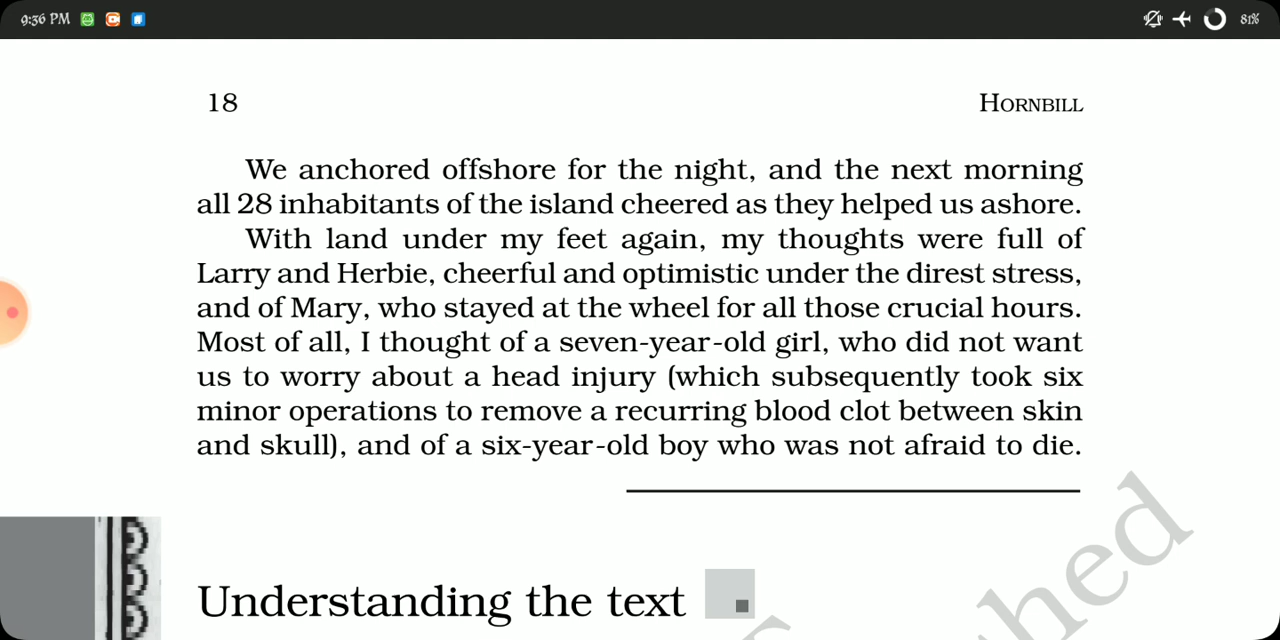 9:36 PM
81%
18
HORNBILL
We anchored offshore for the night, and the next morning
all 28 inhabitants of the island cheered as they helped us ashore.
With land under my feet again, my thoughts were full of
Larry and Herbie, cheerful and optimistic under the direst stress,
and of Mary, who stayed at the wheel for all those crucial hours.
Most of all, I thought of a seven-year-old girl, who did not want
us to worry about a head injury (which subsequently took six
minor operations to remove a recurring blood clot between skin
and skull), and of a six-year-old boy who was not afraid to die.
Understanding the text